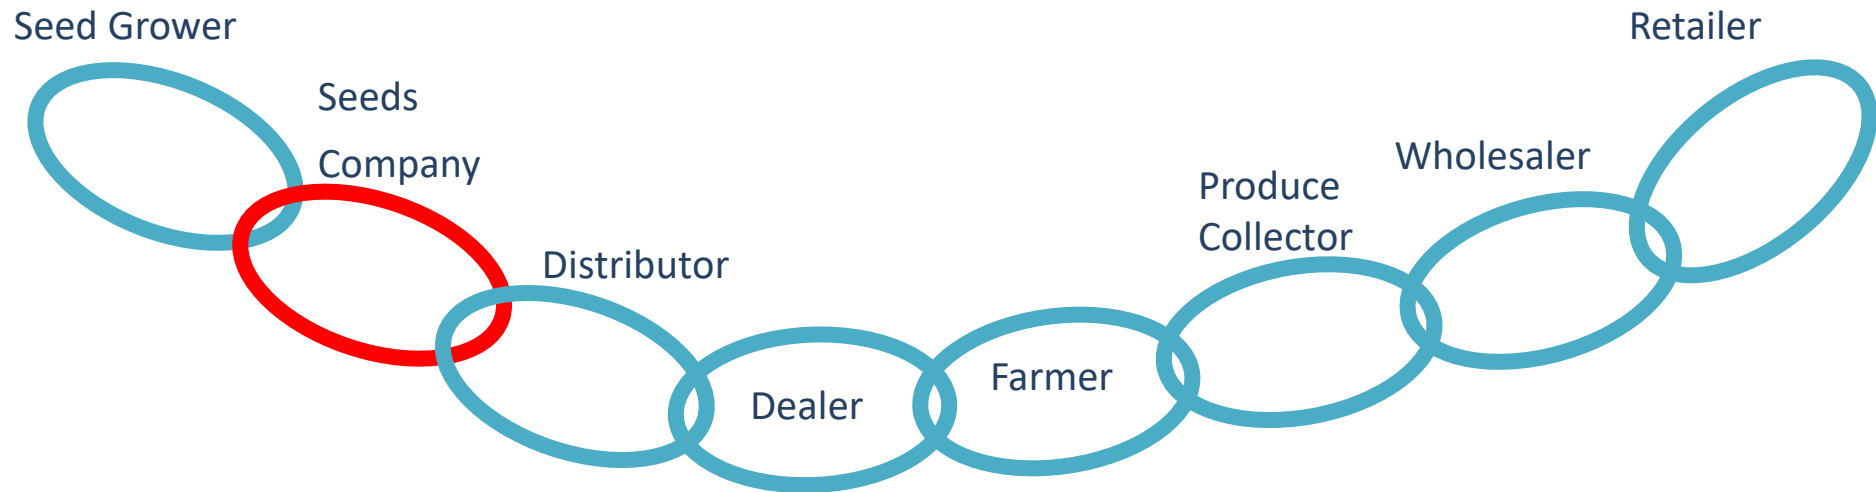 Seed Grower
Seeds
Company
Distributor
Dealer
Farmer
Produce
Collector
Wholesaler
Retailer